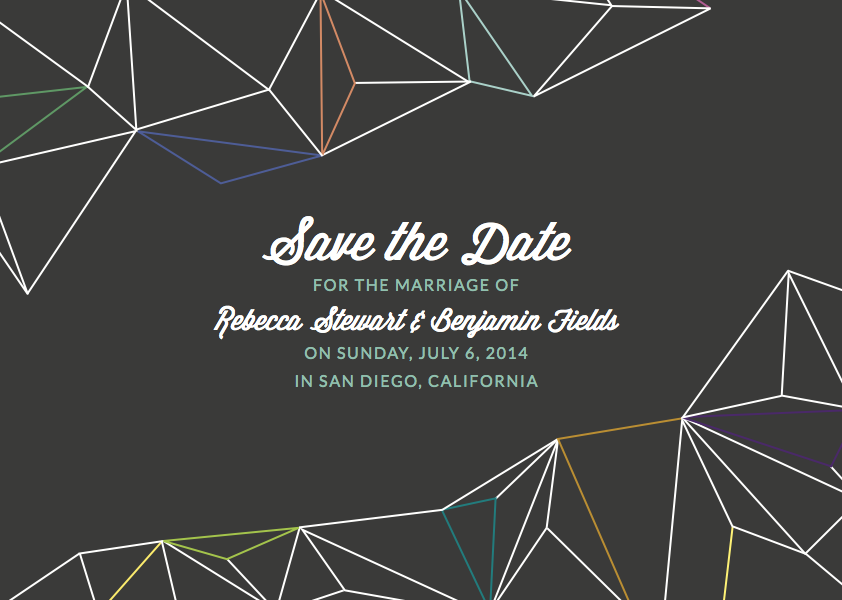 Save the Date
FOR THE MARRIAGE OF
Rebecca Stewart & Benjamin Fields
ON SUNDAY, JULY 6, 2014
IN SAN DIEGO, CALIFORNIA